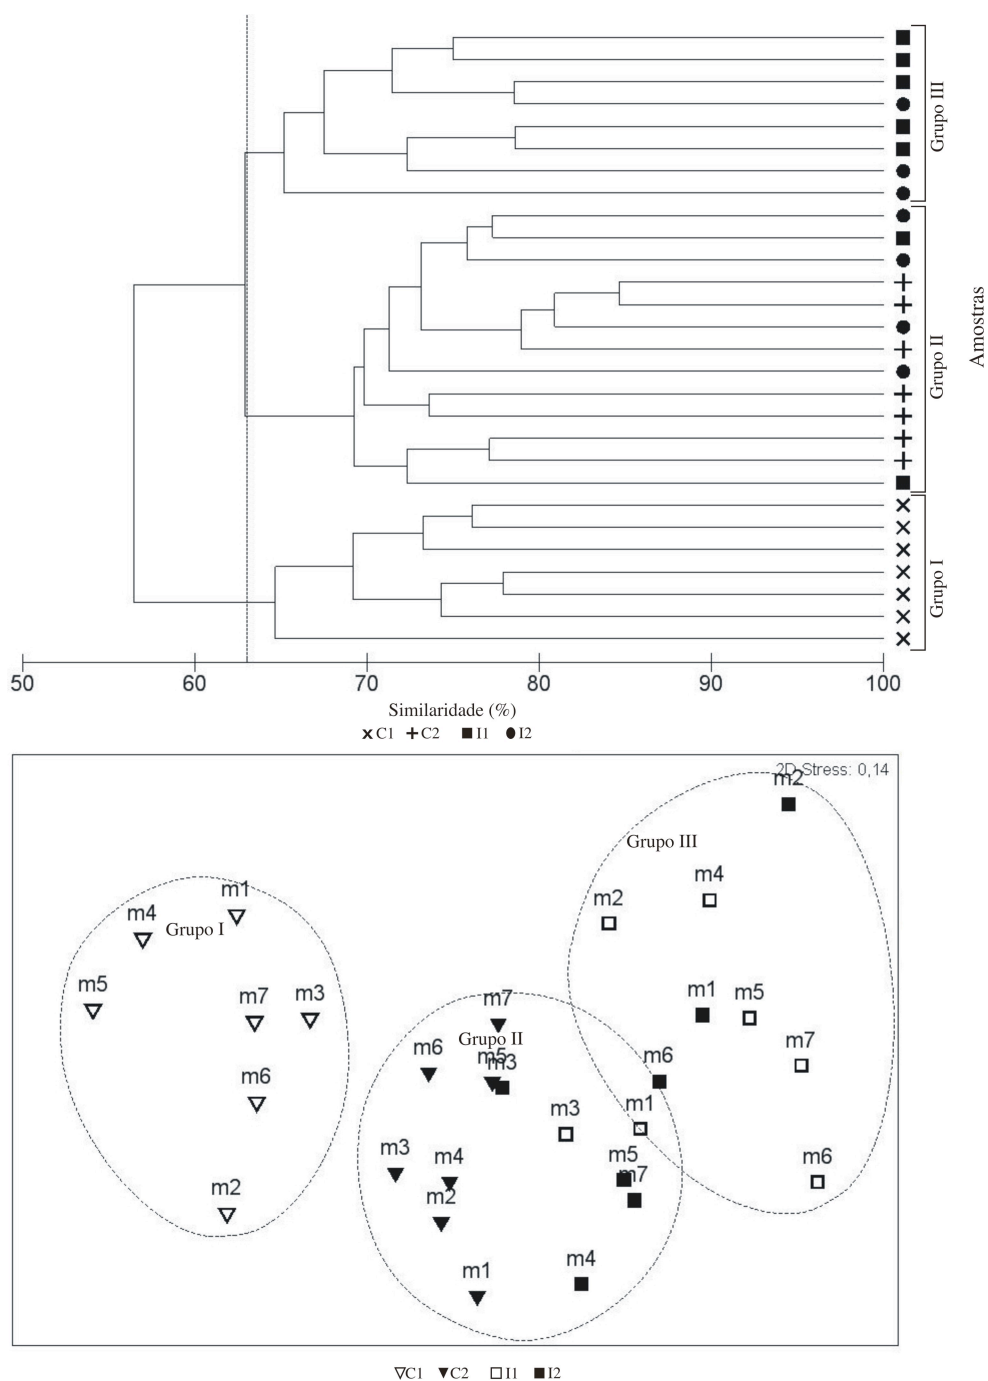 Grupo III
Grupo II
Grupo I
Amostras
50 60 70 80 90 100
Similaridade (%)
C1 C2 I1 I2
2D Stress: 0,14
m2
Grupo III
m4
m2
m1
m4
Grupo I
m5
m7
m3
m1
m5
m7
m7
Grupo II
m6
m5
m3
m6
m6
m3
m1
m3
m4
m5
m7
m6
m2
m2
m4
m1
C1 C2 I1 I2